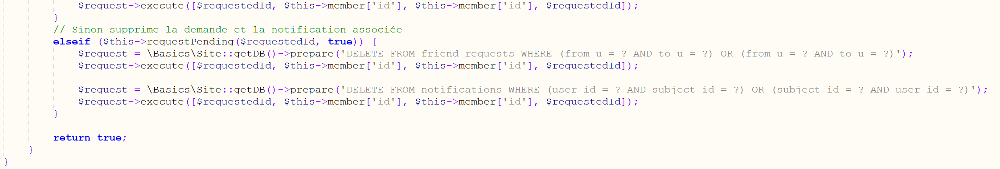 $request->execute([$requestedId, $this->member['id'], $this->member['id'], $requestedId]);
}
// Sinon supprime la demande et la notification associée
elseif ($this->requestPending($requestedId, true)) {
$request = \Basics\Site::getDB()->prepare('DELETE FROM friend_requests WHERE (from_u = ? AND to_u = ?) OR (from_u = ? AND to_u = ?)');
$request->execute([$requestedId, $this->member['id'], $this->member['id'], $requestedId]);
$request = \Basics\Site::getDB()->prepare('DELETE FROM notifications WHERE (user_id = ? AND subject_id = ?) OR (subject_id = ? AND user_id = ?)');
$request->execute([$requestedId, $this->member['id'], $this->member['id'], $requestedId]);
}
return true;
}
}